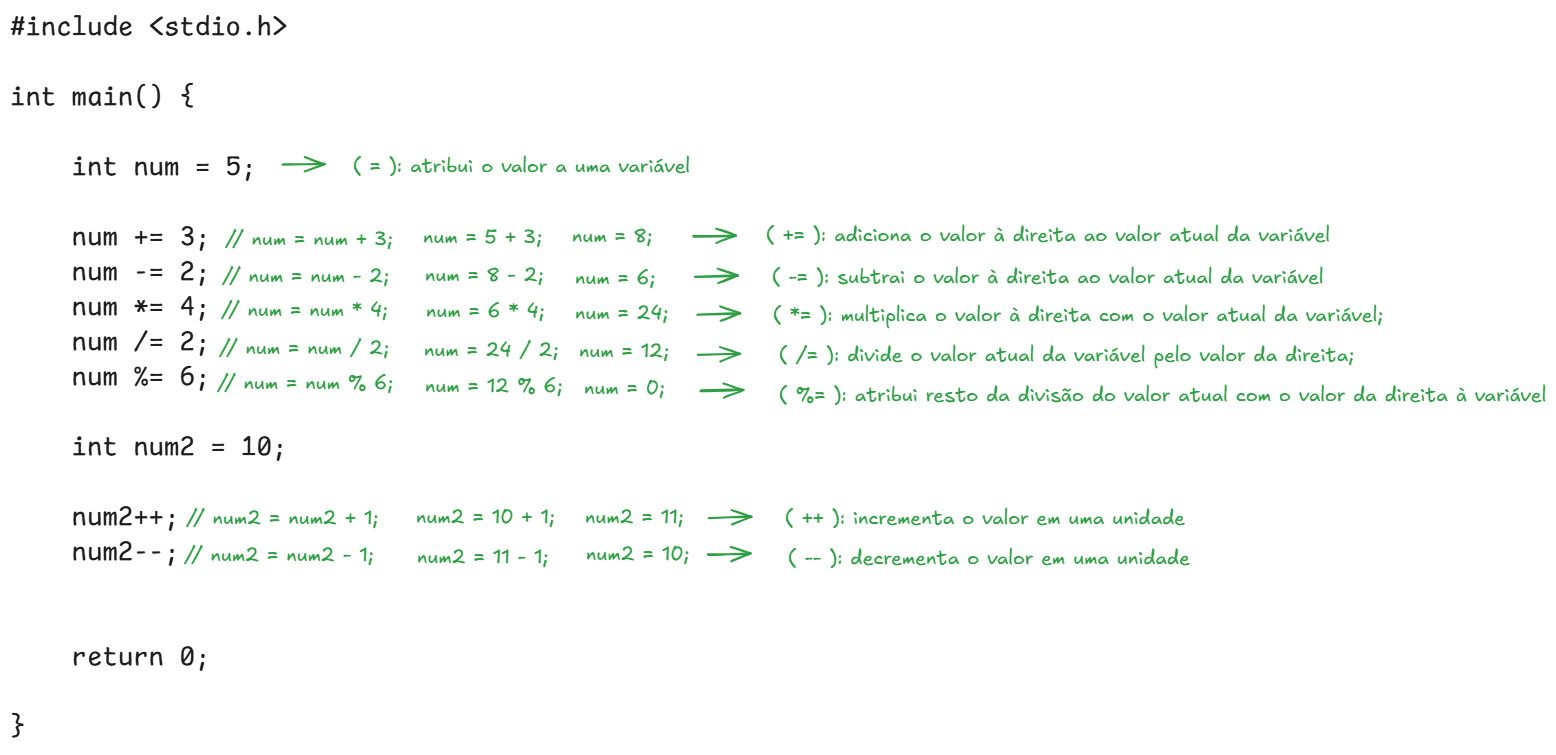 #include <stdio.h>
int main() {
int num = 5; ( = ): atribui o valor a uma variável
num += 3; // num = num + 3; num = 5 + 3; num = 8; ( += ): adiciona o valor à direita ao valor atual da variável
num -= 2; // num = num - 2; num = 8 - 2; num = 6; ( -= ): subtrai o valor à direita ao valor atual da variável
num *= 4; // num = num * 4; num = 6 * 4; num = 24; ( *= ): multiplica o valor à direita com o valor atual da variável;
num /= 2; // num = num / 2; num = 24 / 2; num = 12; ( /= ): divide o valor atual da variável pelo valor da direita;
num %= 6; // num = num % 6; num = 12 % 6; num = 0; ( %= ): atribui resto da divisão do valor atual com o valor da direita à variável
int num2 = 10;
num2++; // num2 = num2 + 1; num2 = 10 + 1; num2 = 11; ( ++ ): incrementa o valor em uma unidade
num2--; // num2 = num2 - 1; num2 = 11 - 1; num2 = 10; ( -- ): decrementa o valor em uma unidade
return 0;
}